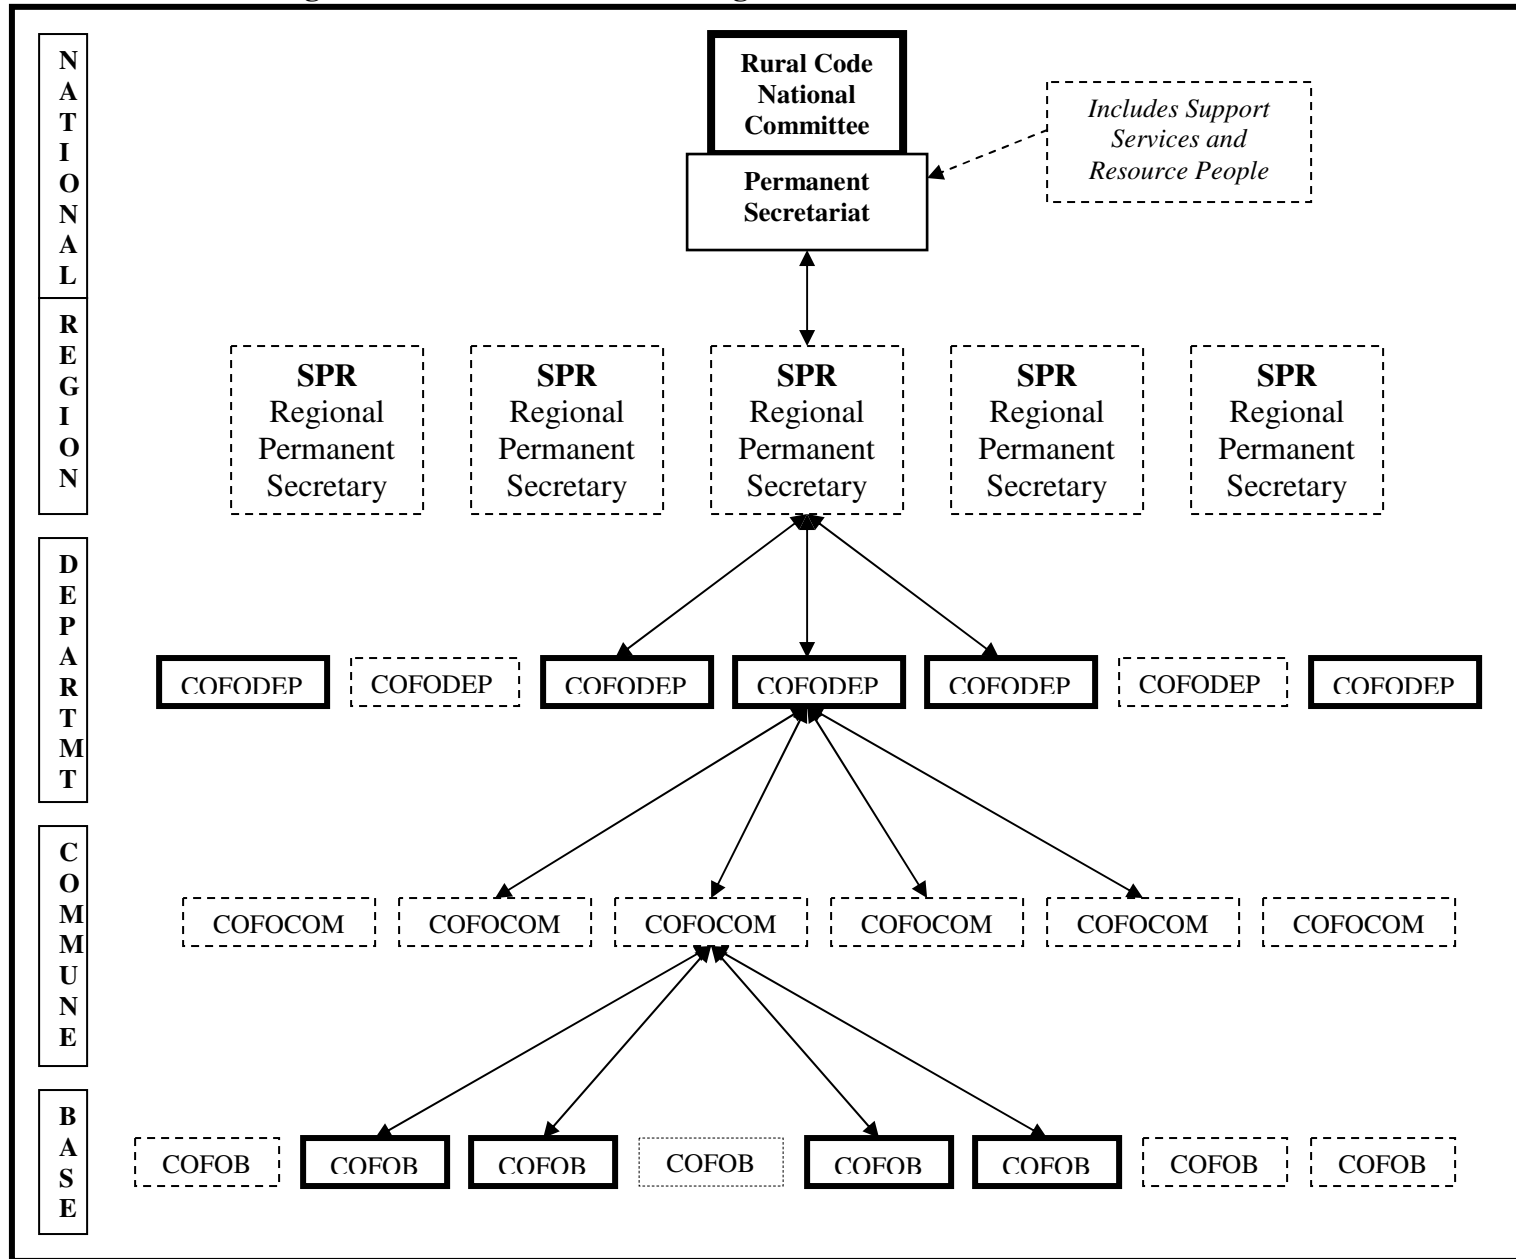 N
A
T
I
O
N
A
L
Rural Code
National
Committee
Permanent
Secretariat
Includes Support
Services and
Resource People
R
E
G
I
O
N
SPR
Regional
Permanent
Secretary
SPR
Regional
Permanent
Secretary
SPR
Regional
Permanent
Secretary
SPR
Regional
Permanent
Secretary
SPR
Regional
Permanent
Secretary
D
E
P
A
R
T
M
T
COFODEP
COFODEP
COFODEP
COFODEP
COFODEP
COFODEP
COFODEP
C
O
M
M
U
N
E
COFOCOM
COFOCOM
COFOCOM
COFOCOM
COFOCOM
COFOCOM
B
A
S
E
COFOB
COFOB
COFOB
COFOB
COFOB
COFOB
COFOB
COFOB